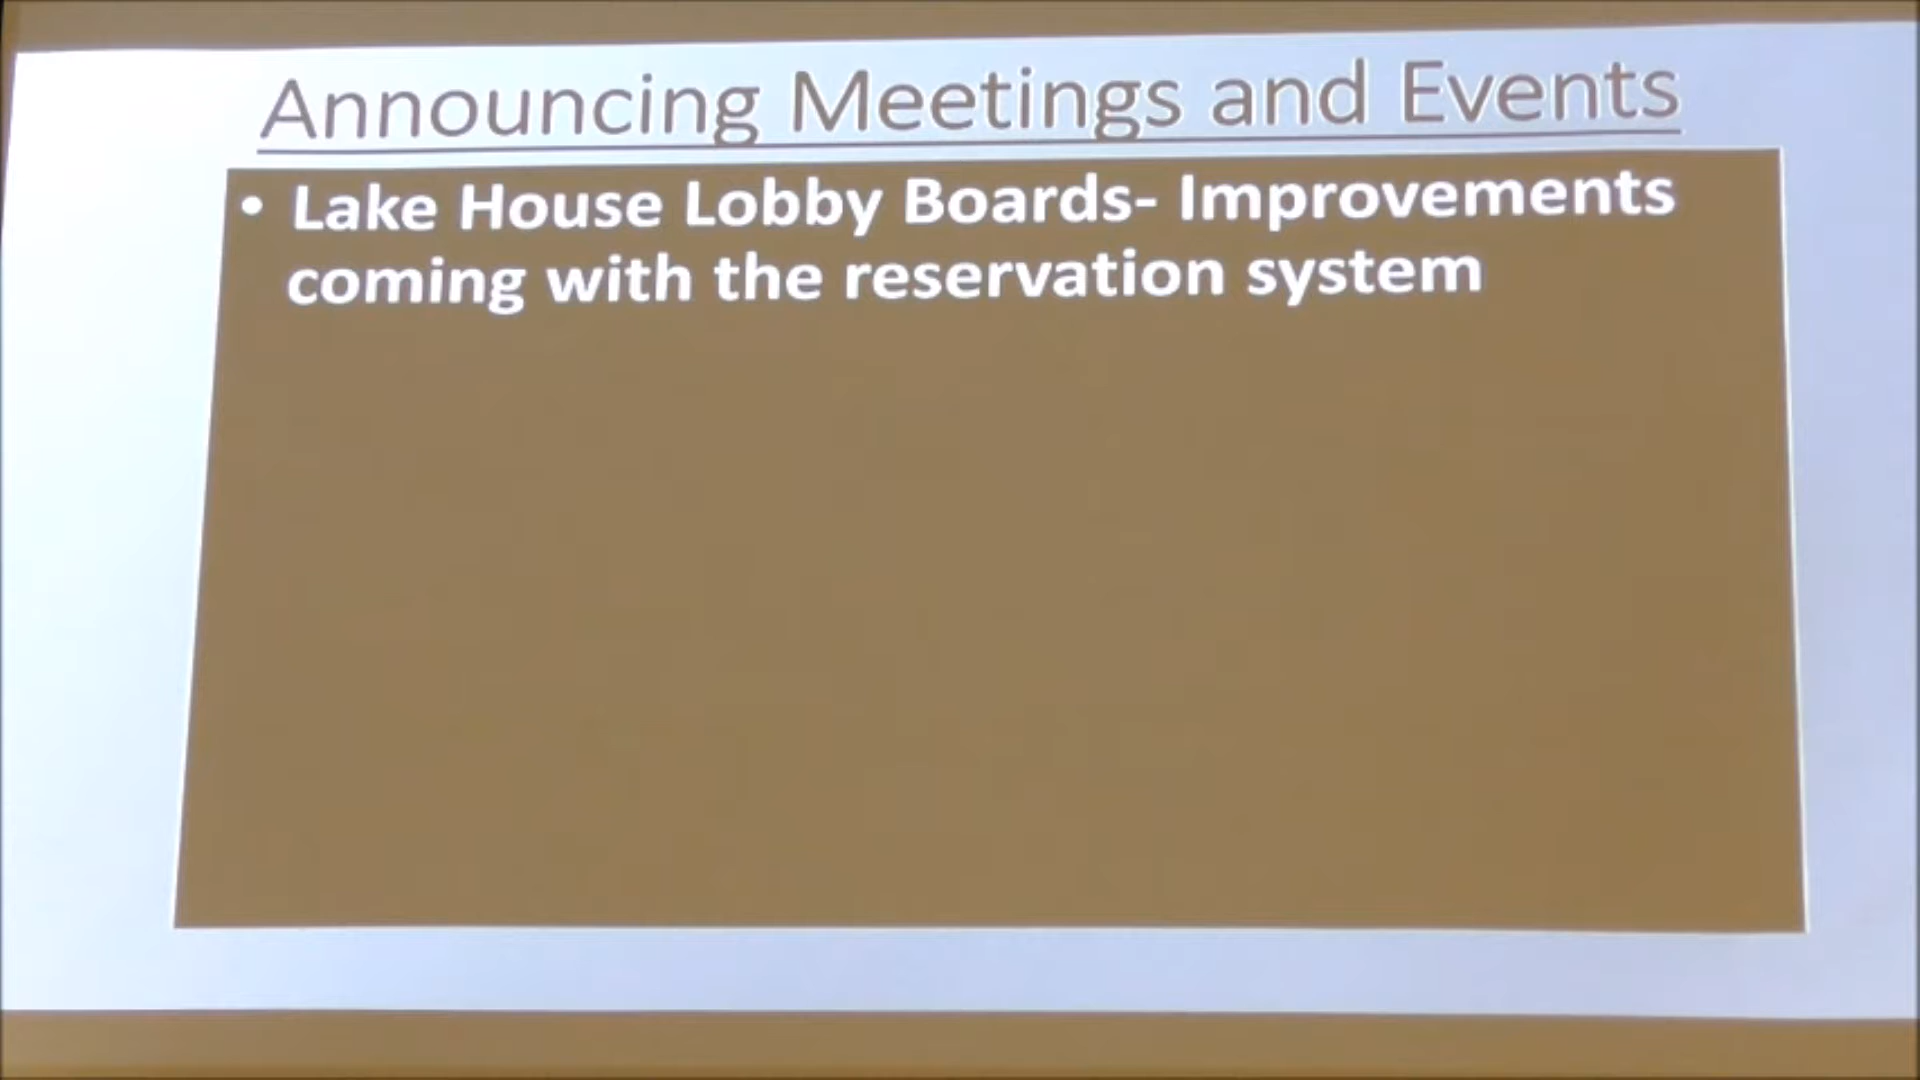 Announcing Meetings and Events
• Lake House Lobby Boards- Improvements
coming with the reservation system